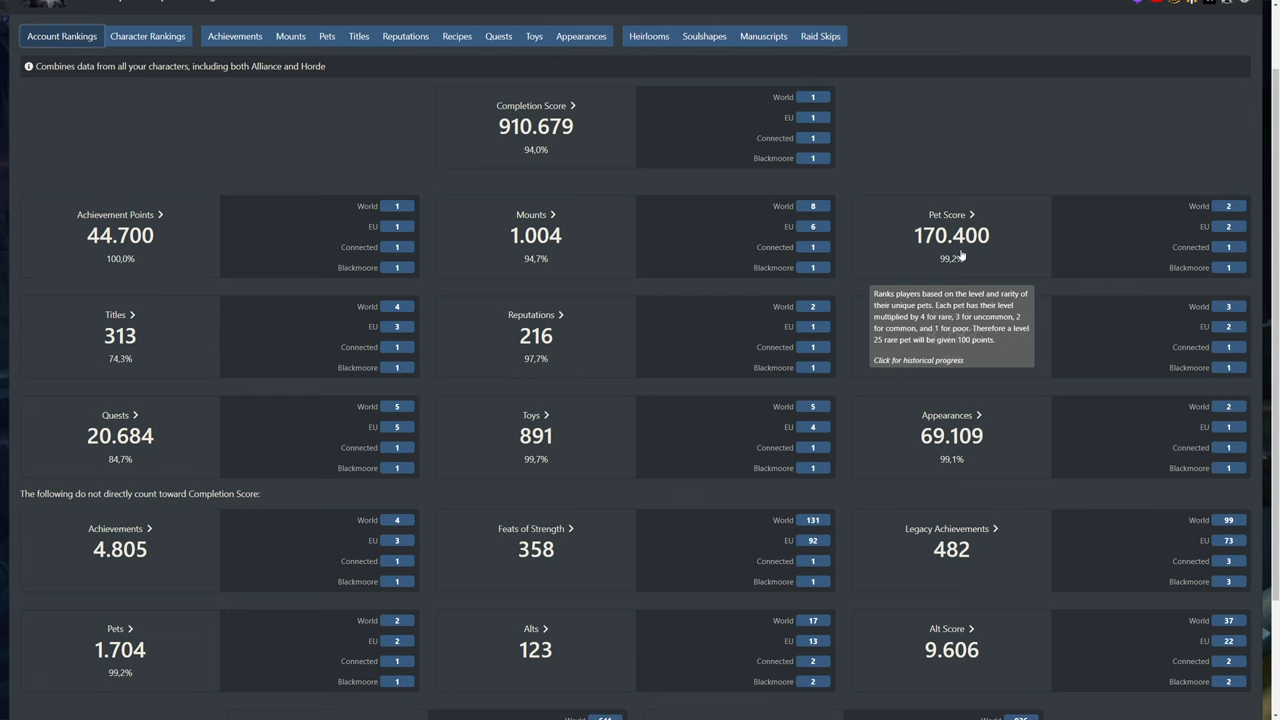 Account Rankings Character Rankings Achievements Mounts Pets Titles Reputations Recipes Quests Toys Appearances Heirlooms Soulshapes Manuscripts Raid Skips
Combines data from all your characters, including both Alliance and Horde
Completion Score
910.679
94,0%
World 1
EU 1
Connected 1
Blackmoore 1
Achievement Points
44.700
100,0%
World 1
EU 1
Connected 1
Blackmoore 1
Mounts
1.004
94,7%
World 8
EU 6
Connected 1
Blackmoore 1
Pet Score
170.400
99,2%
World 2
EU 2
Connected 1
Blackmoore 1
Ranks players based on the level and rarity of
their unique pets. Each pet has their level
multiplied by 4 for rare, 3 for uncommon, 2
for common, and 1 for poor. Therefore a level
25 rare pet will be given 100 points.
Click for historical progress
Titles
313
74,3%
World 4
EU 3
Connected 1
Blackmoore 1
Reputations
216
97,7%
World 2
EU 1
Connected 1
Blackmoore 1
World 3
EU 2
Connected 1
Blackmoore 1
Quests
20.684
84,7%
World 5
EU 5
Connected 1
Blackmoore 1
Toys
891
99,7%
World 5
EU 4
Connected 1
Blackmoore 1
Appearances
69.109
99,1%
World 2
EU 1
Connected 1
Blackmoore 1
The following do not directly count toward Completion Score:
Achievements
4.805
World 4
EU 3
Connected 1
Blackmoore 1
Feats of Strength
358
World 131
EU 92
Connected 1
Blackmoore 1
Legacy Achievements
482
World 99
EU 73
Connected 3
Blackmoore 3
Pets
1.704
99,2%
World 2
EU 2
Connected 1
Blackmoore 1
Alts
123
World 17
EU 13
Connected 2
Blackmoore 2
Alt Score
9.606
World 37
EU 22
Connected 2
Blackmoore 2